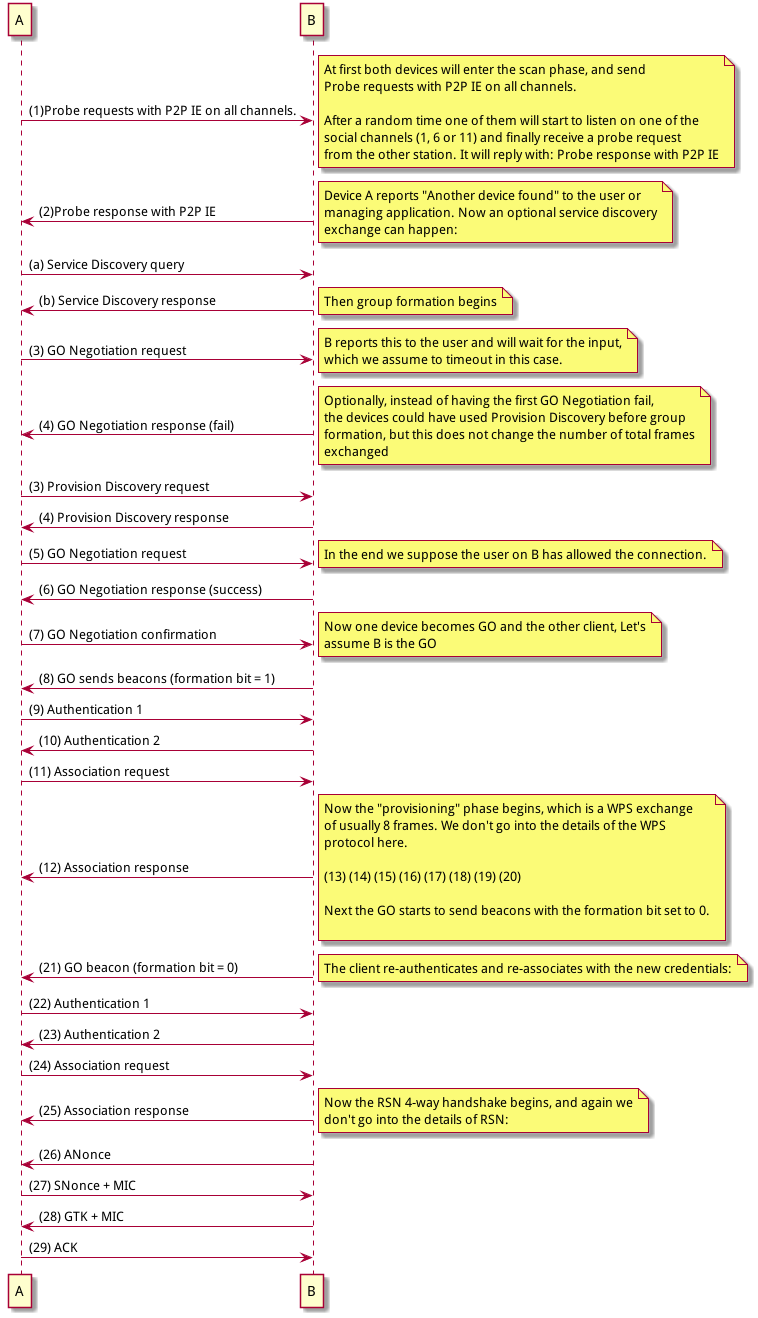 A
B
At first both devices will enter the scan phase, and send
Probe requests with P2P IE on all channels.
After a random time one of them will start to listen on one of the
social channels (1, 6 or 11) and finally receive a probe request
from the other station. It will reply with: Probe response with P2P IE
(1)Probe requests with P2P IE on all channels.
Device A reports "Another device found" to the user or
managing application. Now an optional service discovery
exchange can happen:
(2)Probe response with P2P IE
(a) Service Discovery query
(b) Service Discovery response
Then group formation begins
B reports this to the user and will wait for the input,
which we assume to timeout in this case.
(3) GO Negotiation request
Optionally, instead of having the first GO Negotiation fail,
the devices could have used Provision Discovery before group
formation, but this does not change the number of total frames
exchanged
(4) GO Negotiation response (fail)
(3) Provision Discovery request
(4) Provision Discovery response
(5) GO Negotiation request
In the end we suppose the user on B has allowed the connection.
(6) GO Negotiation response (success)
Now one device becomes GO and the other client, Let's
assume B is the GO
(7) GO Negotiation confirmation
(8) GO sends beacons (formation bit = 1)
(9) Authentication 1
(10) Authentication 2
(11) Association request
Now the "provisioning" phase begins, which is a WPS exchange
of usually 8 frames. We don't go into the details of the WPS
protocol here.
(13) (14) (15) (16) (17) (18) (19) (20)
Next the GO starts to send beacons with the formation bit set to 0.
(12) Association response
(21) GO beacon (formation bit = 0)
The client re-authenticates and re-associates with the new credentials:
(22) Authentication 1
(23) Authentication 2
(24) Association request
Now the RSN 4-way handshake begins, and again we
don't go into the details of RSN:
(25) Association response
(26) ANonce
(27) SNonce + MIC
(28) GTK + MIC
(29) ACK
A
B